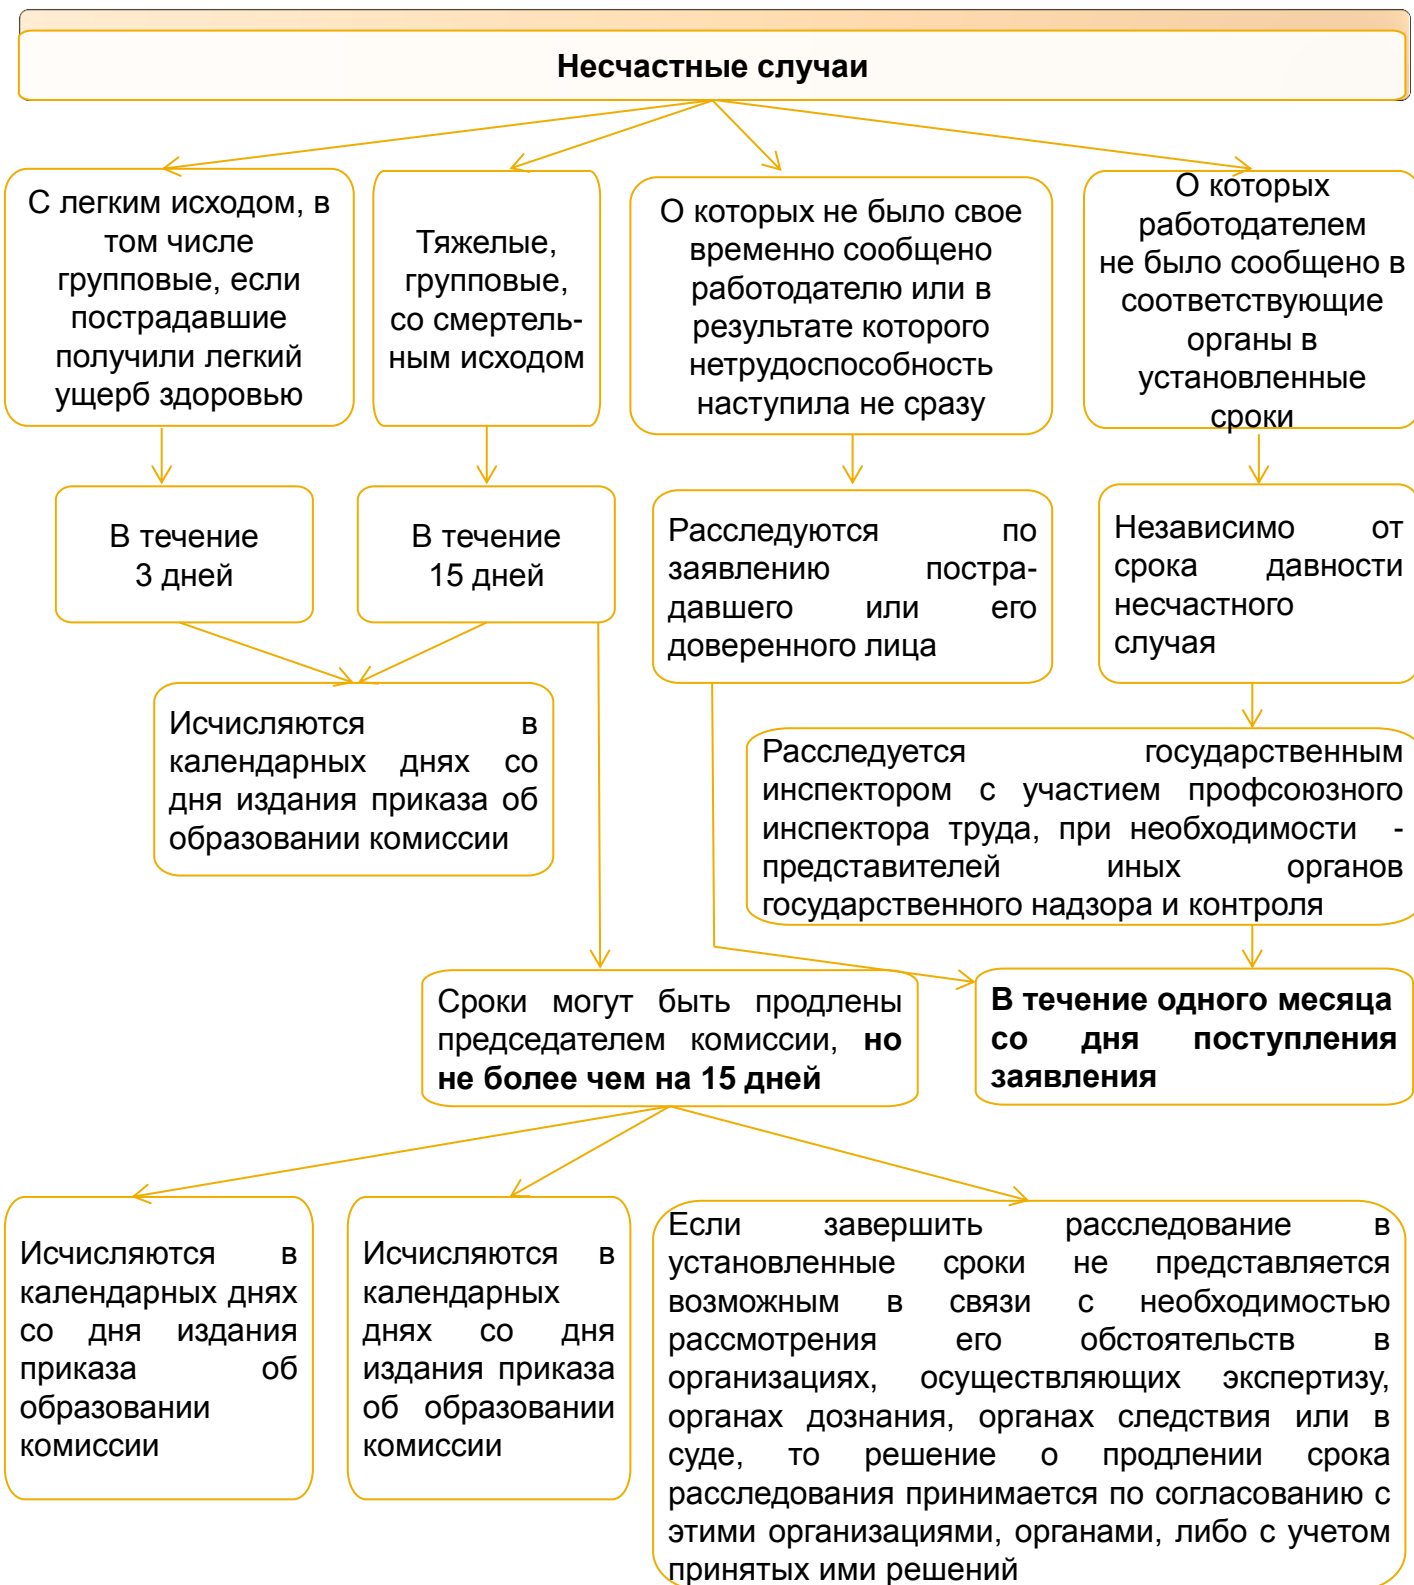 Несчастные случаи
С легким исходом, в
том числе
групповые, если
пострадавшие
получили легкий
ущерб здоровью
Тяжелые,
групповые,
со смертель-
ным исходом
О которых не было свое
временно сообщено
работодателю или в
результате которого
нетрудоспособность
наступила не сразу
О которых
работодателем
не было сообщено в
соответствующие
органы в
установленные
сроки
В течение
3 дней
В течение
15 дней
Расследуются по
заявлению постра-
давшего или его
доверенного лица
Независимо от
срока давности
несчастного
случая
Исчисляются в
календарных днях со
дня издания приказа об
образовании комиссии
Расследуется государственным
инспектором с участием профсоюзного
инспектора труда, при необходимости -
представителей иных органов
государственного надзора и контроля
Сроки могут быть продлены
председателем комиссии, но
не более чем на 15 дней
В течение одного месяца
со дня поступления
заявления
Исчисляются в
календарных днях
со дня издания
приказа об
образовании
комиссии
Исчисляются в
календарных
днях со дня
издания приказа
об образовании
комиссии
Если завершить расследование в
установленные сроки не представляется
возможным в связи с необходимостью
рассмотрения его обстоятельств в
организациях, осуществляющих экспертизу,
органах дознания, органах следствия или в
суде, то решение о продлении срока
расследования принимается по согласованию с
этими организациями, органами, либо с учетом
принятых ими решений